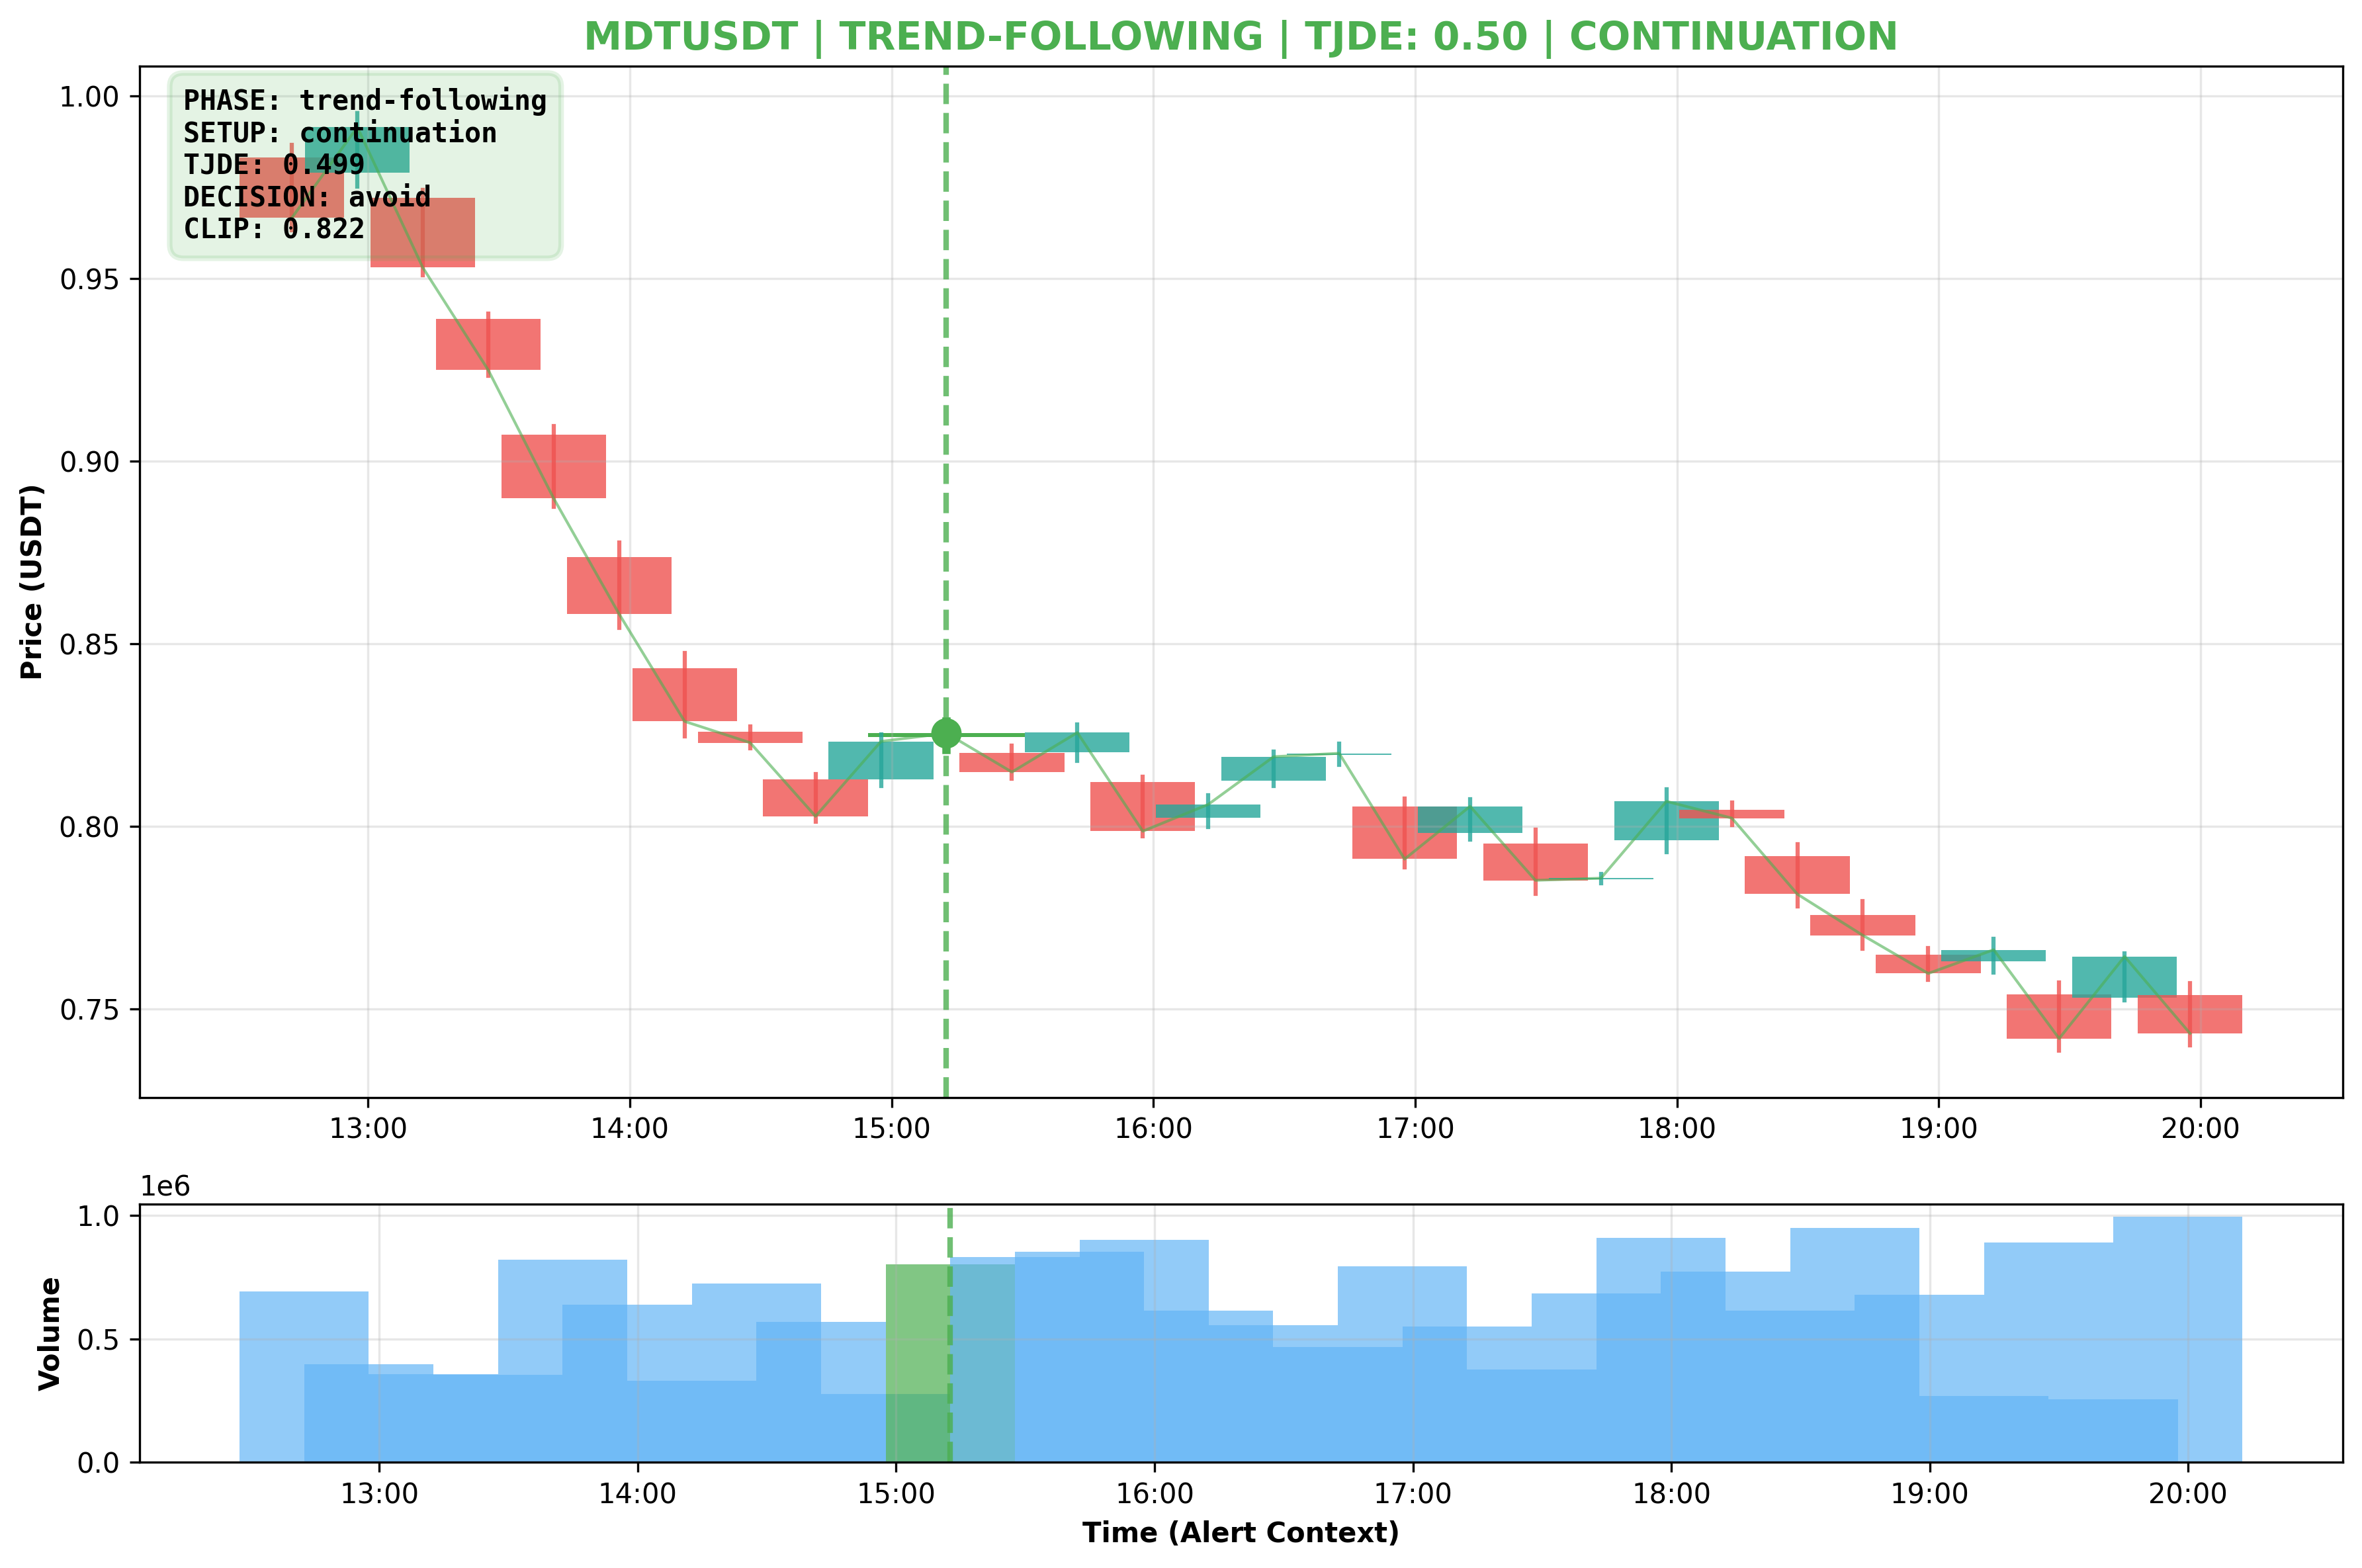 MDTUSDT | TREND-FOLLOWING | TJDE: 0.50 | CONTINUATION
PHASE: trend-following
SETUP: continuation
TJDE: 0.499
DECISION: avoid
CLIP: 0.822
Price (USDT)
1.00
0.95
0.90
0.85
0.80
0.75
13:00 14:00 15:00 16:00 17:00 18:00 19:00 20:00
1e6
Volume
1.0
0.5
0.0
13:00 14:00 15:00 16:00 17:00 18:00 19:00 20:00
Time (Alert Context)